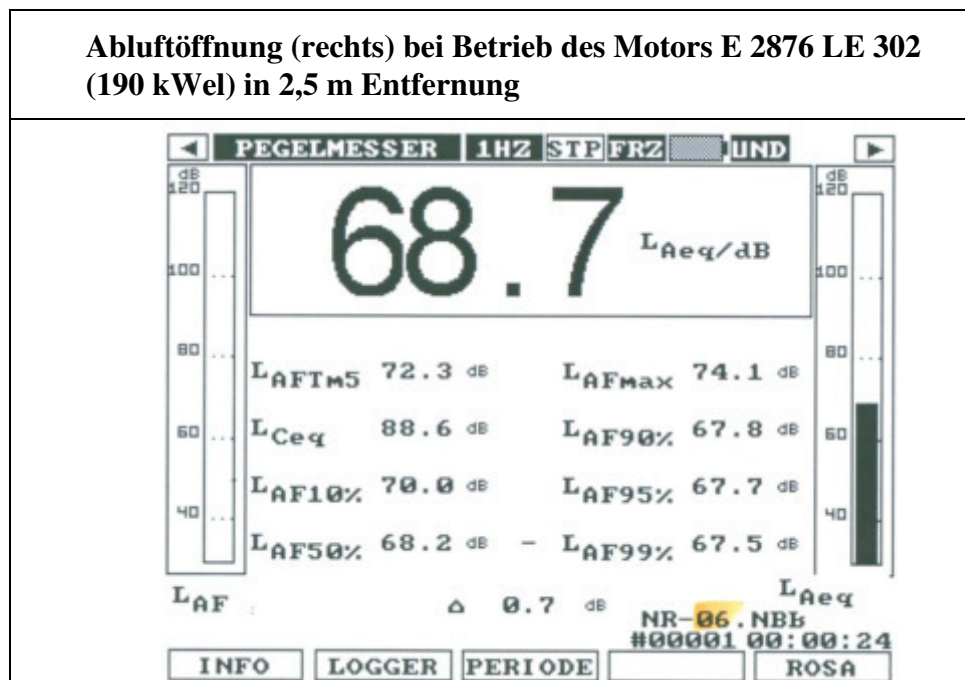 Abluftöffnung (rechts) bei Betrieb des Motors E 2876 LE 302
(190 kWel) in 2,5 m Entfernung
PEGELMESSER 1HZ STP FRZ UND
dB
120
100
80
60
40
68.7 LAeq/dB
LAFTm5 72.3 dB LAFmax 74.1 dB
LCeq 88.6 dB LAF90% 67.8 dB
LAF10% 70.0 dB LAF95% 67.7 dB
LAF50% 68.2 dB - LAF99% 67.5 dB
dB
120
100
80
60
40
LAF Δ 0.7 dB LAeq
NR-06.NBB
#00001 00:00:24
INFO LOGGER PERIODE ROSA